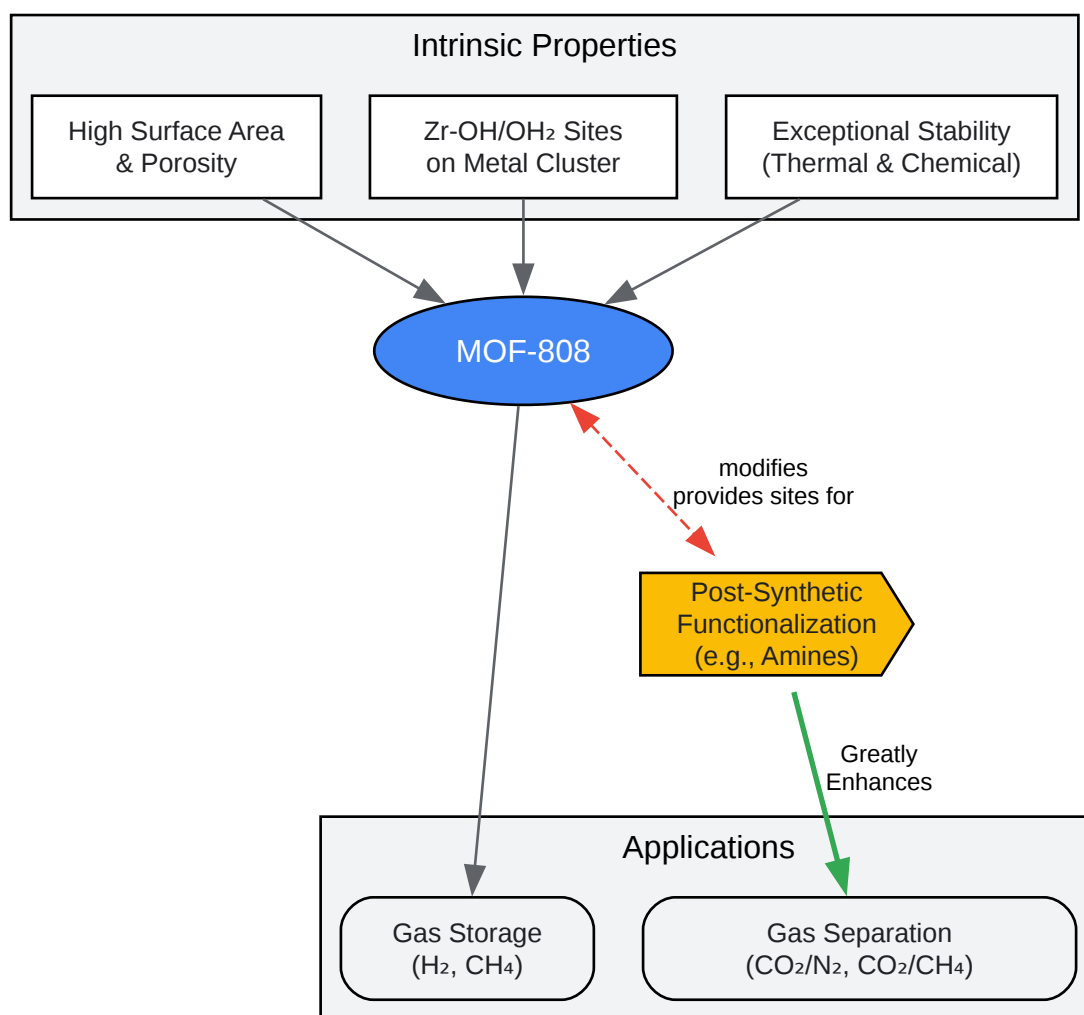 Intrinsic Properties
High Surface Area
& Porosity
Zr-OH/OH₂ Sites
on Metal Cluster
Exceptional Stability
(Thermal & Chemical)
MOF-808
modifies
provides sites for
Post-Synthetic
Functionalization
(e.g., Amines)
Greatly
Enhances
Applications
Gas Storage
(H₂, CH₄)
Gas Separation
(CO₂/N₂, CO₂/CH₄)